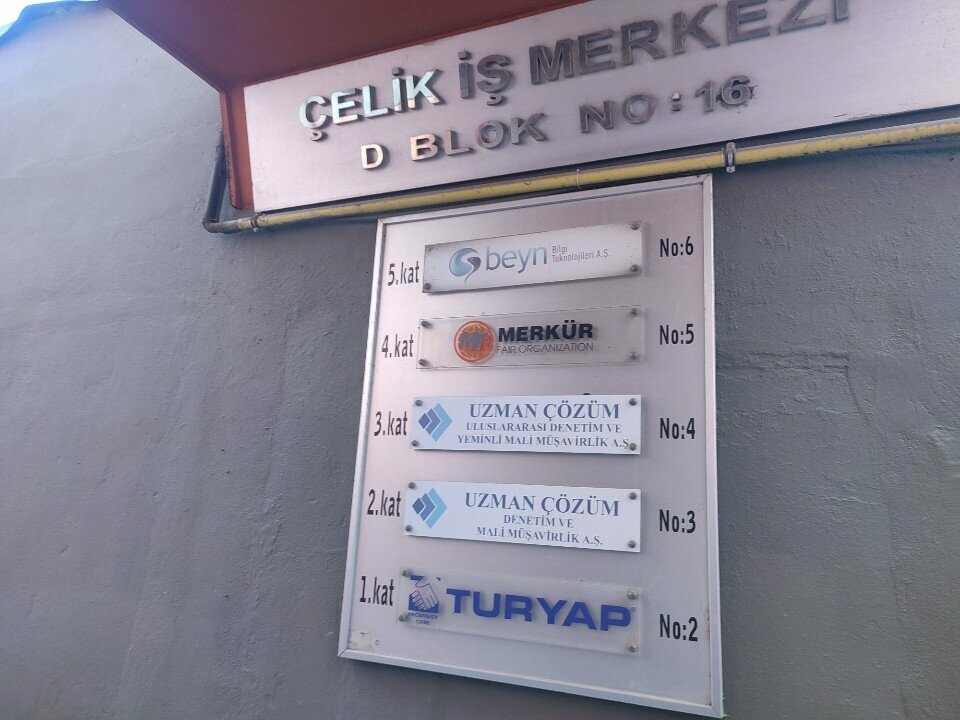 ÇELİK İŞ MERKEZİ
D BLOK NO:16
5.kat
beyn
Bilgi
Teknolojileri A.Ş.
No:6
4.kat
MERKÜR
FAIR ORGANIZATION
No:5
3.kat
UZMAN ÇÖZÜM
ULUSLARARASI DENETİM VE
YEMİNLİ MALİ MÜŞAVİRLİK A.Ş.
No:4
2.kat
UZMAN ÇÖZÜM
DENETİM VE
MALİ MÜŞAVİRLİK A.Ş.
No:3
1.kat
TURYAP
No:2